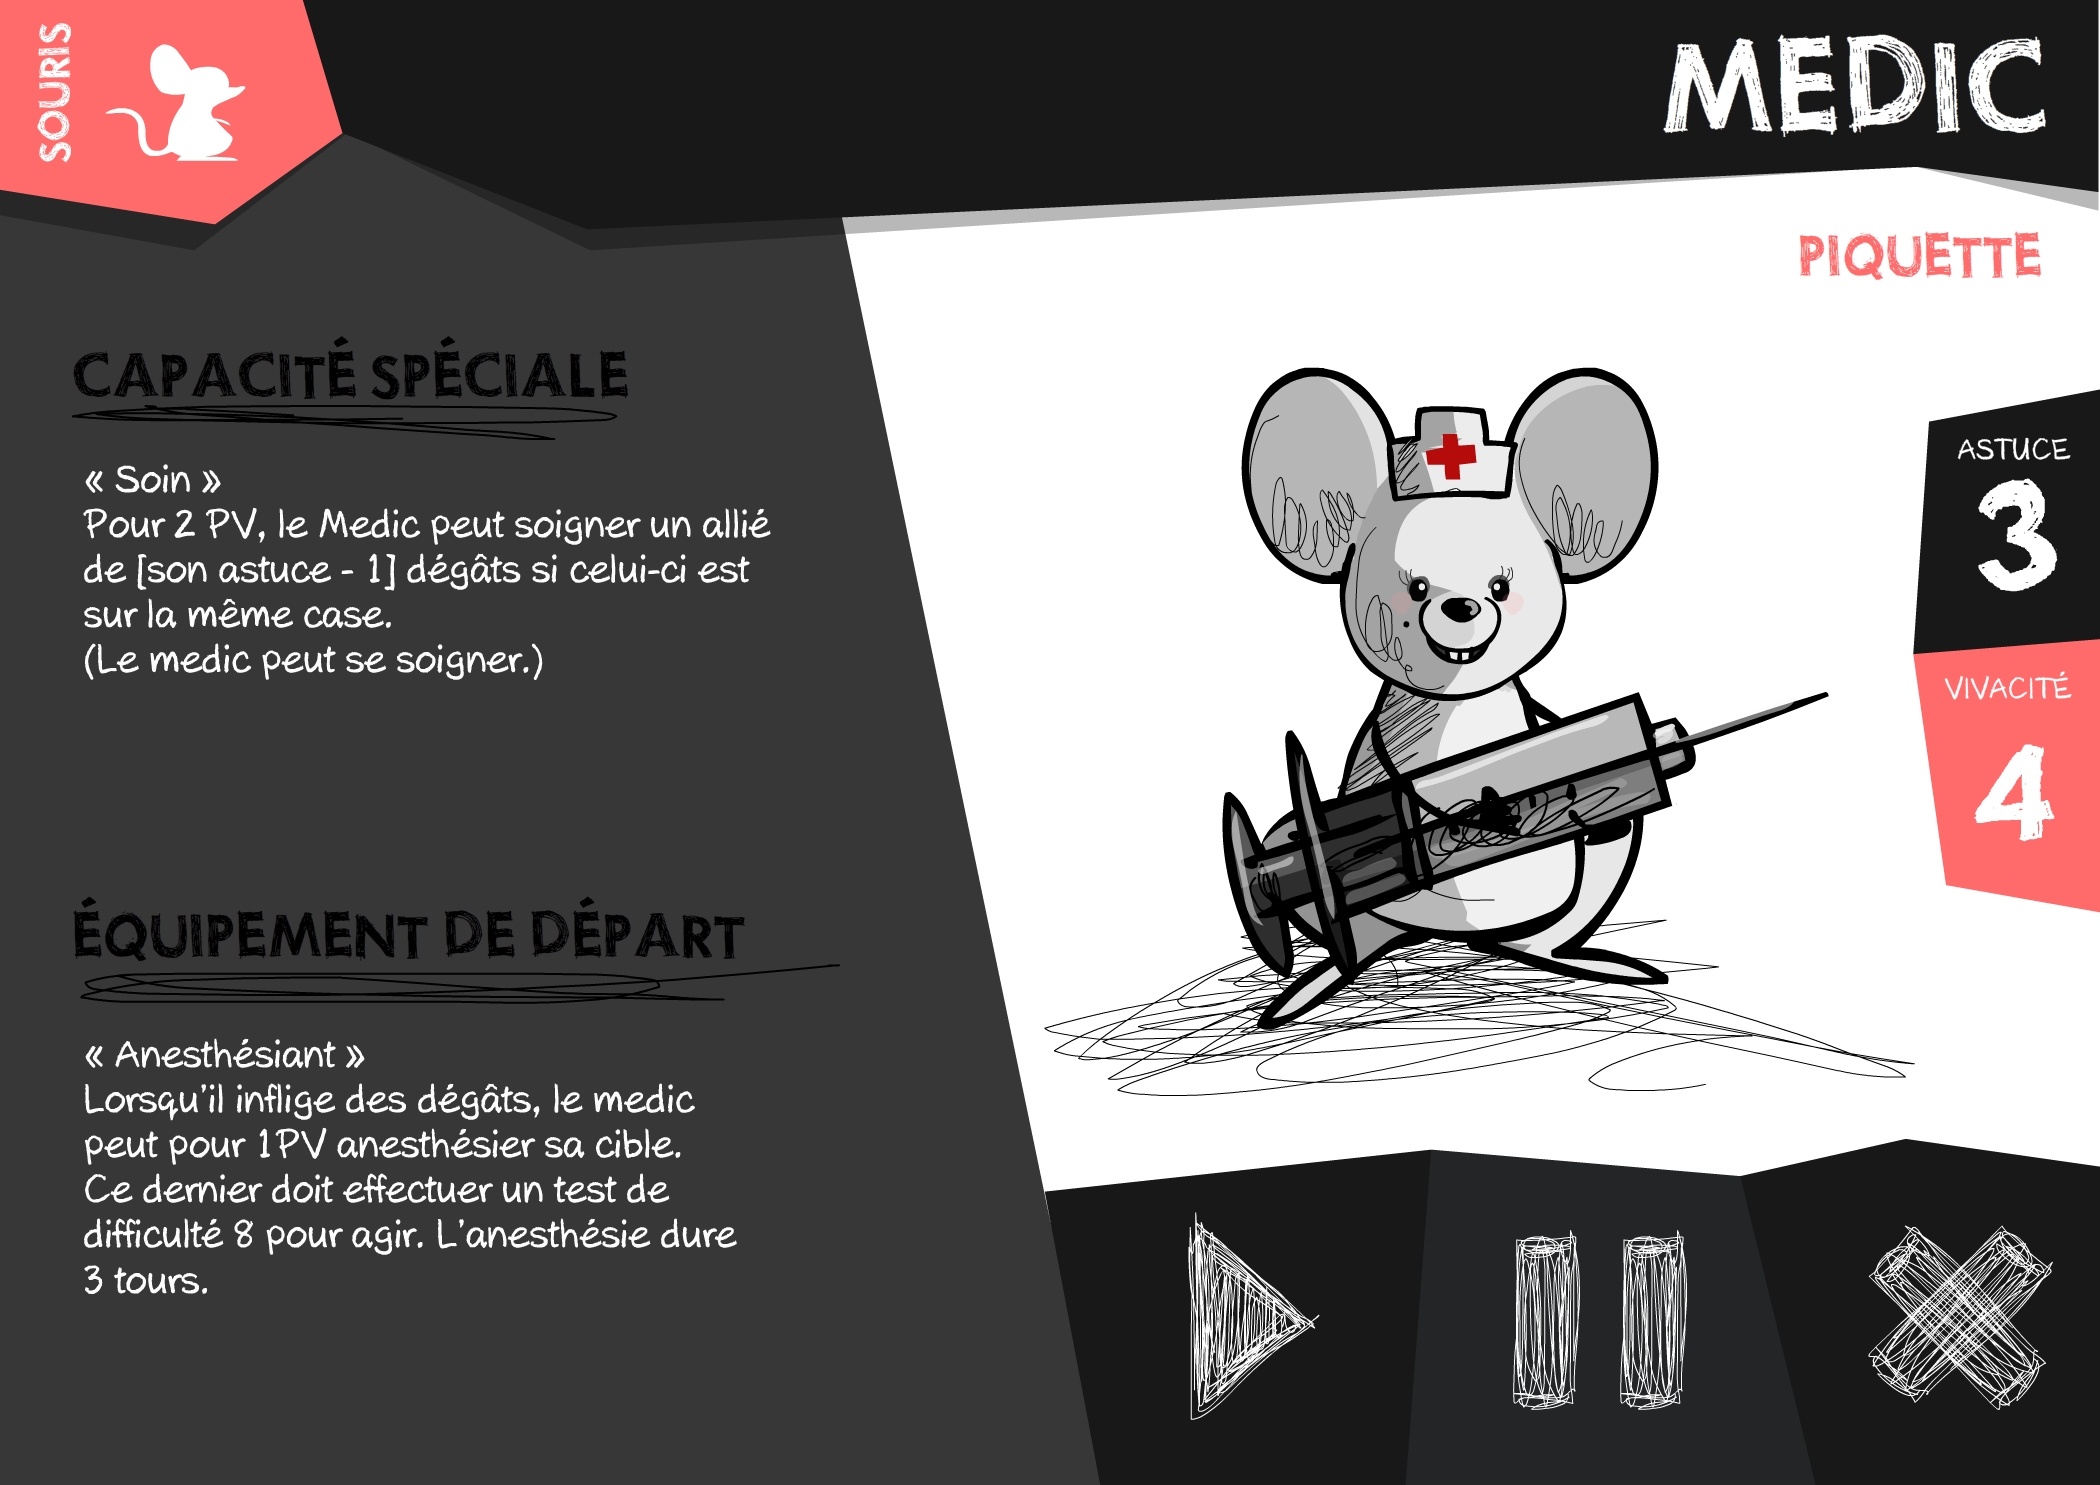 SOURIS
MEDIC
PIQUETTE
CAPACITÉ SPÉCIALE
« Soin »
Pour 2 PV, le Medic peut soigner un allié
de [son astuce - 1] dégâts si celui-ci est
sur la même case.
(Le medic peut se soigner.)
ÉQUIPEMENT DE DÉPART
« Anesthésiant »
Lorsqu'il inflige des dégâts, le medic
peut pour 1 PV anesthésier sa cible.
Ce dernier doit effectuer un test de
difficulté 8 pour agir. L'anesthésie dure
3 tours.
ASTUCE
3
VIVACITÉ
4